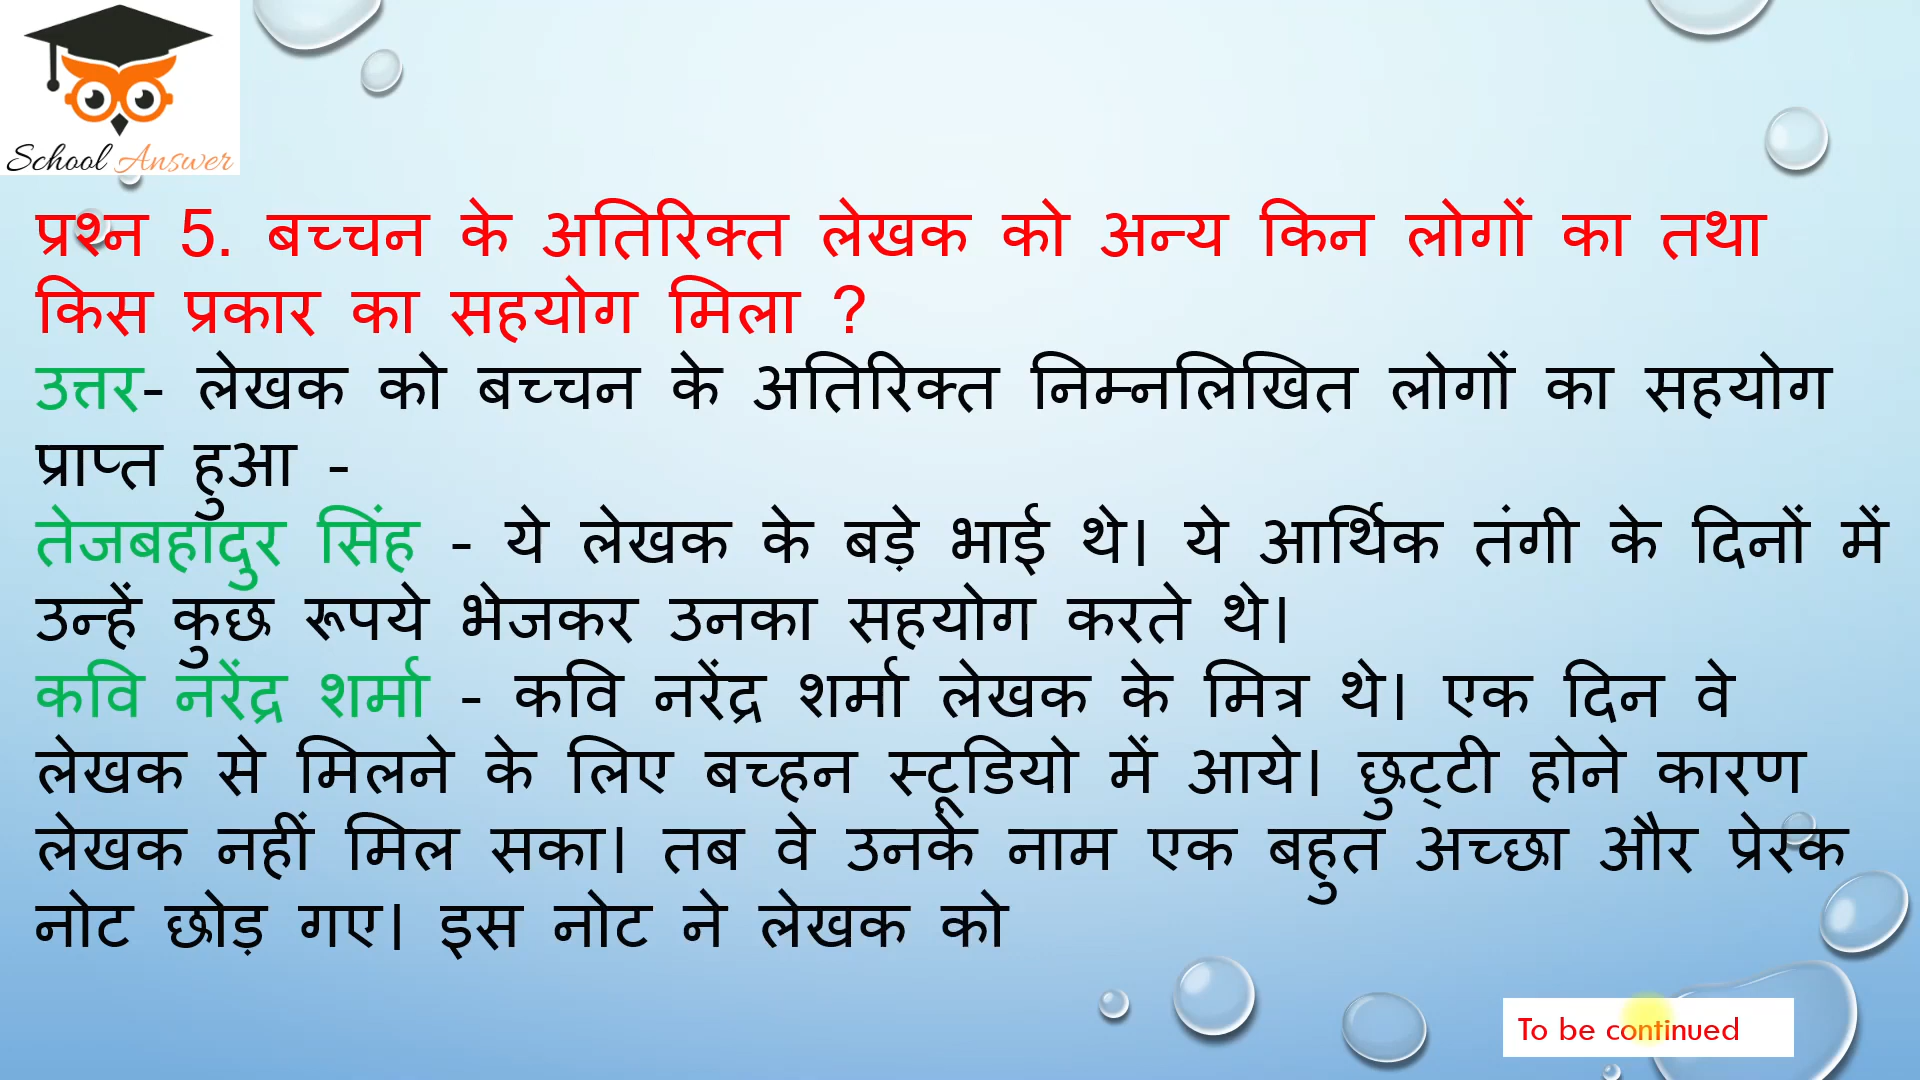 School Answer
प्रश्न 5. बच्चन के अतिरिक्त लेखक को अन्य किन लोगों का तथा
किस प्रकार का सहयोग मिला ?
उत्तर- लेखक को बच्चन के अतिरिक्त निम्नलिखित लोगों का सहयोग
प्राप्त हुआ -
तेजबहादुर सिंह - ये लेखक के बड़े भाई थे। ये आर्थिक तंगी के दिनों में
उन्हें कुछ रूपये भेजकर उनका सहयोग करते थे।
कवि नरेंद्र शर्मा - कवि नरेंद्र शर्मा लेखक के मित्र थे। एक दिन वे
लेखक से मिलने के लिए बच्हन स्टूडियो में आये। छुट्टी होने कारण
लेखक नहीं मिल सका। तब वे उनके नाम एक बहुत अच्छा और प्रेरक
नोट छोड़ गए। इस नोट ने लेखक को
To be continued